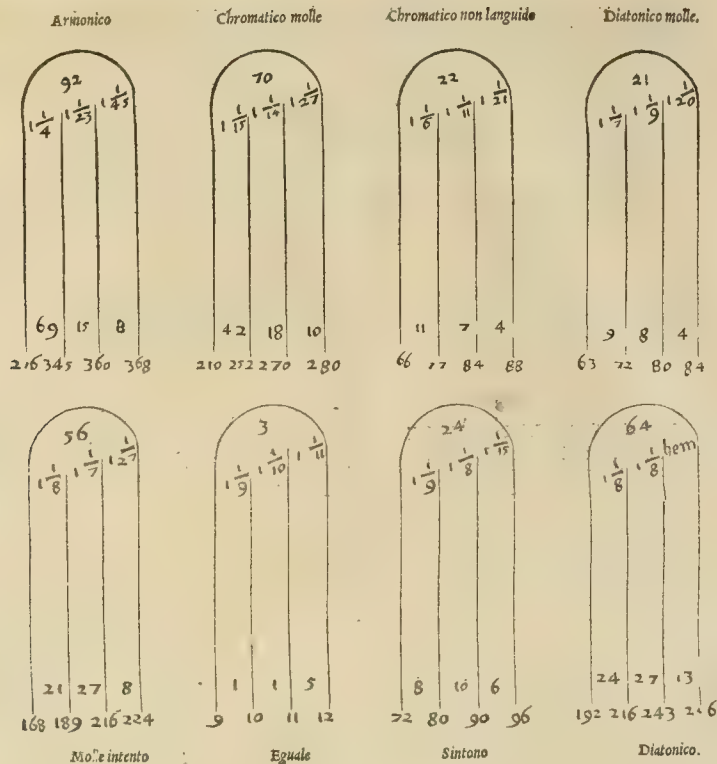 Armonico Chromatico molle Chromatico non languide Diatonico molle.
92 70 22 21
1 1/4 1 1/23 1 1/45 1 1/15 1 1/14 1 1/27 1 1/6 1 1/11 1 1/21 1 1/7 1 1/9 1 1/20
69 15 8 42 18 10 11 7 4 9 8 4
276 345 360 368 210 252 270 280 66 77 84 88 63 72 80 84
56 3 24 64
1 1/8 1 1/7 1 1/27 1 1/9 1 1/10 1 1/11 1 1/9 1 1/8 1 1/15 1 1/8 1 1/8 hem
21 27 8 1 1 5 8 10 6 24 27 13
168 189 216 224 9 10 11 12 72 80 90 96 192 216 243 256
Molle intento Eguale Sintono Diatonico.